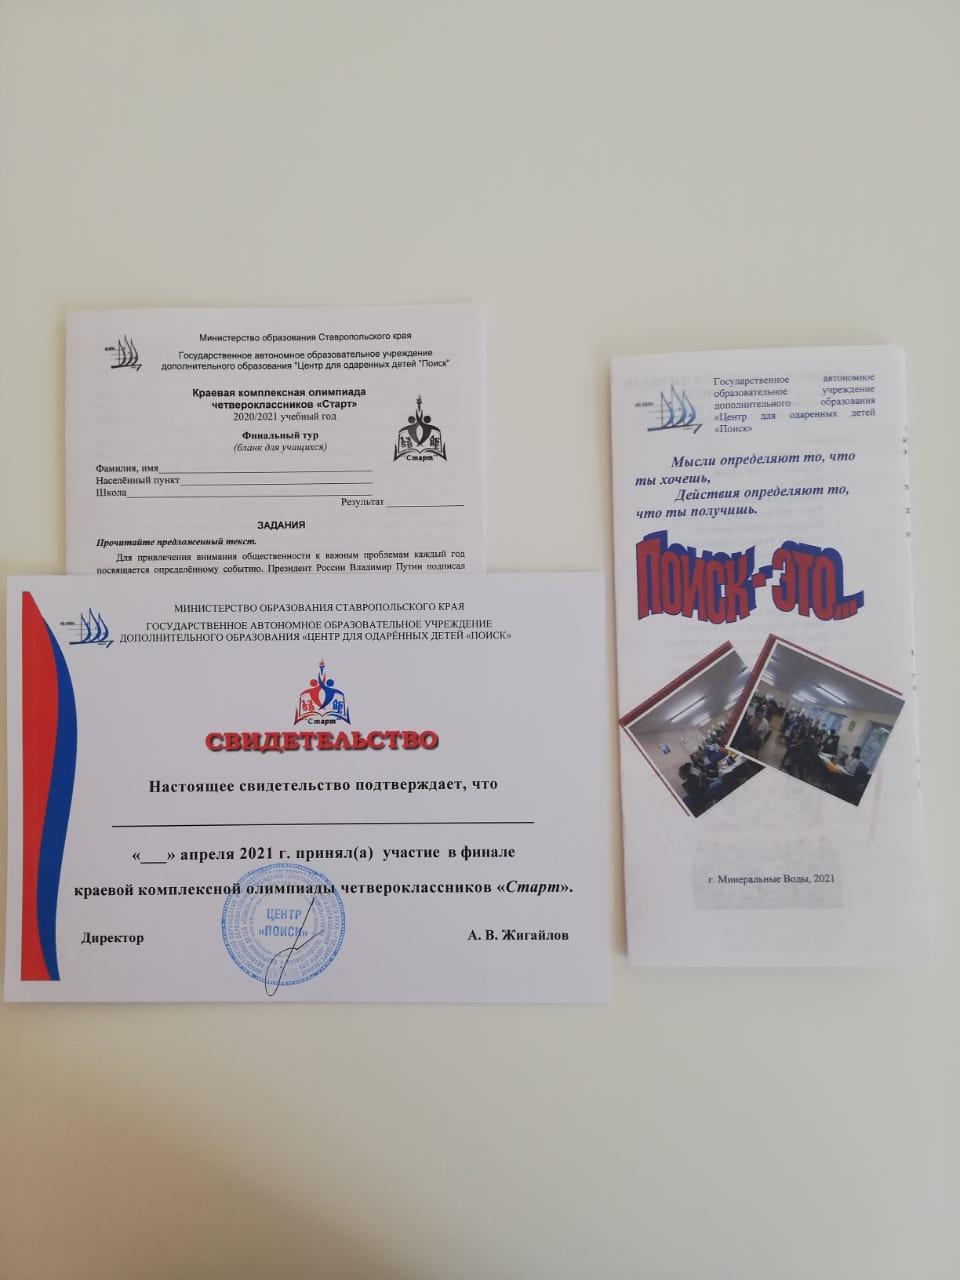 Министерство образования Ставропольского края
Государственное автономное образовательное учреждение
дополнительного образования "Центр для одаренных детей "Поиск"
Краевая комплексная олимпиада
четвероклассников «Старт»
2020/2021 учебный год
Финальный тур
(бланк для учащихся)
"Старт"
Фамилия, имя
Населённый пункт
Школа
Результат
ЗАДАНИЯ
Прочитайте предложенный текст.
Для привлечения внимания общественности к важным проблемам каждый год
посвящается определённому событию. Президент России Владимир Путин подписал
МИНИСТЕРСТВО ОБРАЗОВАНИЯ СТАВРОПОЛЬСКОГО КРАЯ
ГОСУДАРСТВЕННОЕ АВТОНОМНОЕ ОБРАЗОВАТЕЛЬНОЕ УЧРЕЖДЕНИЕ
ДОПОЛНИТЕЛЬНОГО ОБРАЗОВАНИЯ «ЦЕНТР ДЛЯ ОДАРЁННЫХ ДЕТЕЙ «ПОИСК»
"Старт"
СВИДЕТЕЛЬСТВО
Настоящее свидетельство подтверждает, что
«___» апреля 2021 г. принял(а) участие в финале
краевой комплексной олимпиады четвероклассников «Старт».
ЦЕНТР
«ПОИСК»
Директор
А. В. Жигайлов
Государственное автономное
образовательное учреждение
дополнительного образования
«Центр для одаренных детей
«Поиск»
Мысли определяют то, что
ты хочешь,
Действия определяют то,
что ты получишь.
ПОИСК - ЭТО...
г. Минеральные Воды, 2021